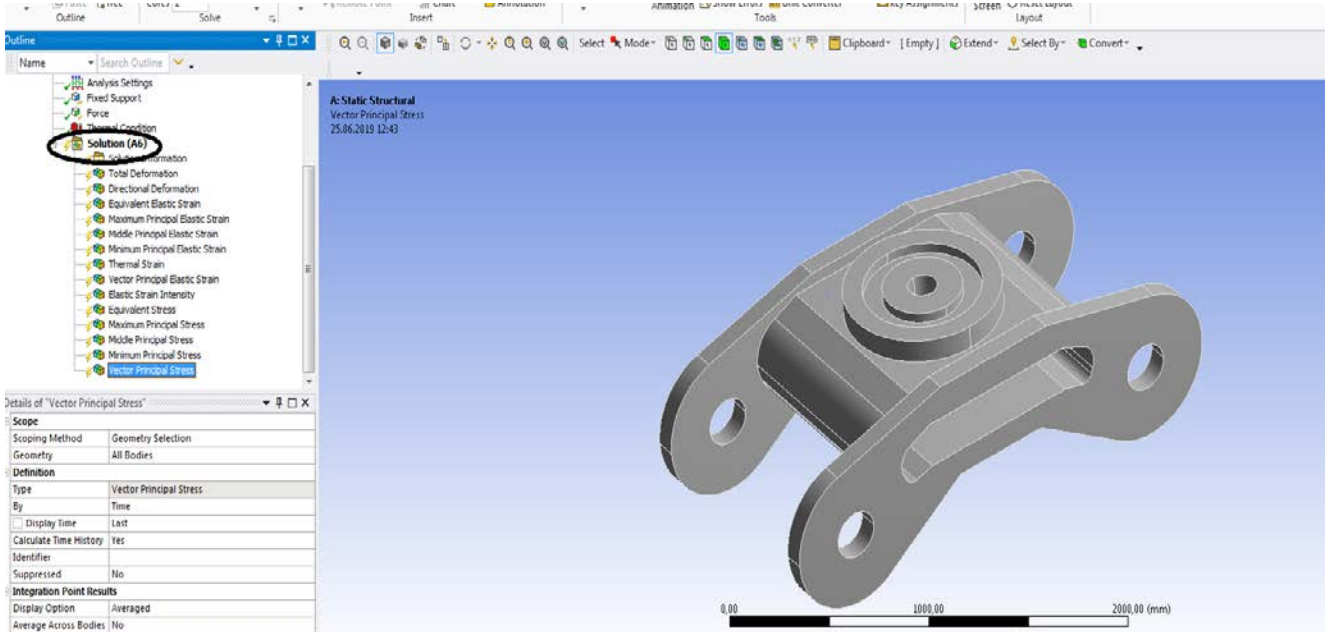 Outline
Solve
Insert
Tools
Layout
Outline
Name
Search Outline
Select
Mode
Clipboard
[Empty]
Extend
Select By
Convert
Analysis Settings
Fixed Support
Force
Thermal Condition
Solution (A6)
Solution Information
Total Deformation
Directional Deformation
Equivalent Elastic Strain
Maximum Principal Elastic Strain
Middle Principal Elastic Strain
Minimum Principal Elastic Strain
Thermal Strain
Vector Principal Elastic Strain
Elastic Strain Intensity
Equivalent Stress
Maximum Principal Stress
Middle Principal Stress
Minimum Principal Stress
Vector Principal Stress
Details of "Vector Principal Stress"
Scope
Scoping Method Geometry Selection
Geometry All Bodies
Definition
Type Vector Principal Stress
By Time
Display Time Last
Calculate Time History Yes
Identifier
Suppressed No
Integration Point Results
Display Option Averaged
Average Across Bodies No
A: Static Structural
Vector Principal Stress
25.06.2019 12:43
0,00 1000,00 2000,00 (mm)